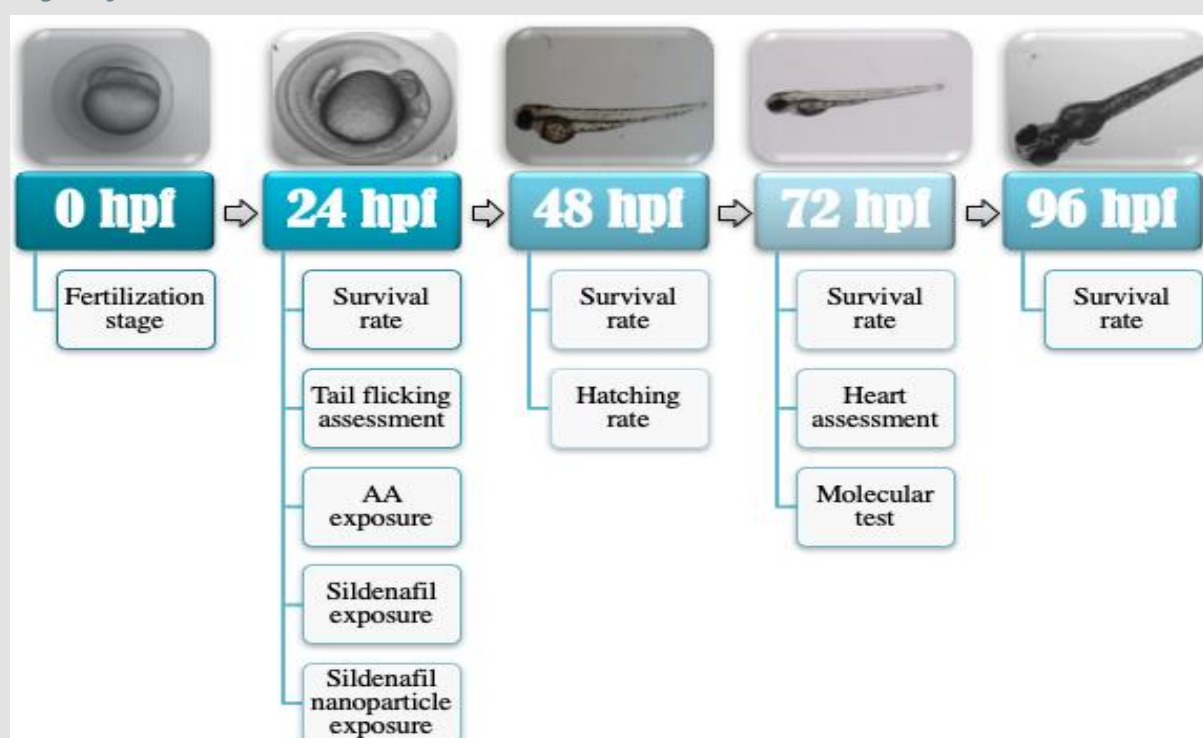 0 hpf
24 hpf
48 hpf
72 hpf
96 hpf
Fertilization
stage
Survival
rate
Tail flicking
assessment
AA
exposure
Sildenafil
exposure
Sildenafil
nanoparticle
exposure
Survival
rate
Hatching
rate
Survival
rate
Heart
assessment
Molecular
test
Survival
rate